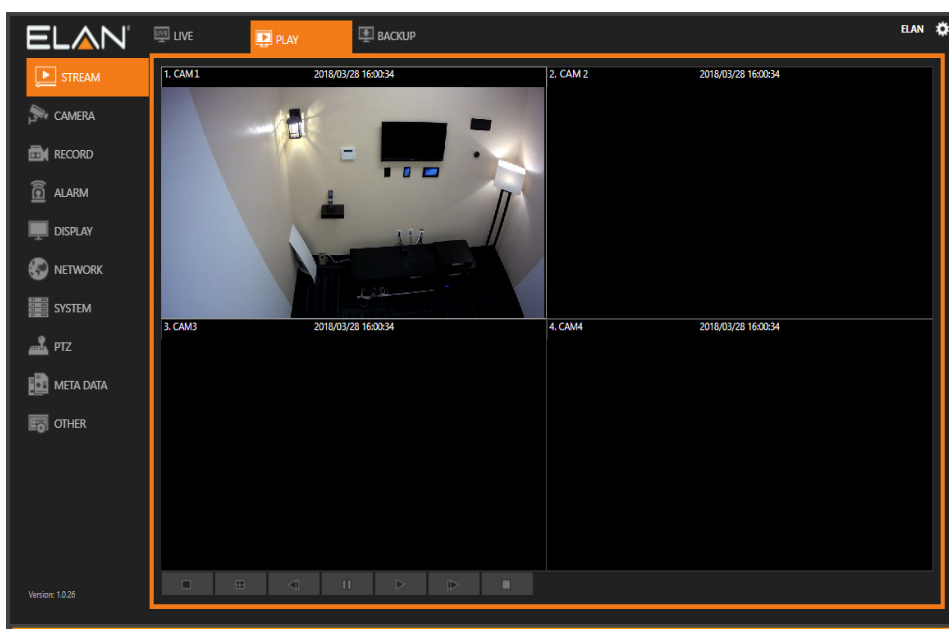 ELAN
LIVE
PLAY
BACKUP
ELAN
STREAM
CAMERA
RECORD
ALARM
DISPLAY
NETWORK
SYSTEM
PTZ
META DATA
OTHER
Version: 1.0.26
1. CAM1 2018/03/28 16:00:34
2. CAM 2 2018/03/28 16:00:34
3. CAM3 2018/03/28 16:00:34
4. CAM4 2018/03/28 16:00:34